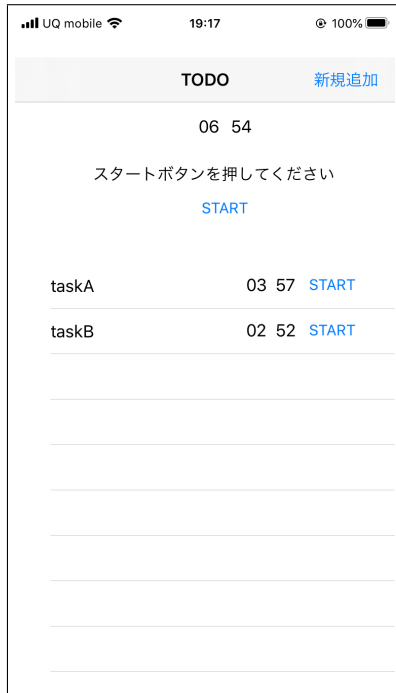 UQ mobile 19:17 100%
TODO 新規追加
06 54
スタートボタンを押してください
START
taskA 03 57 START
taskB 02 52 START